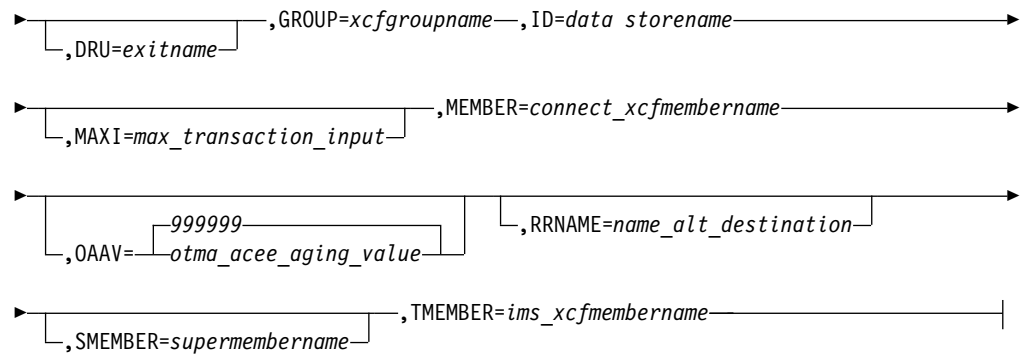 ,GROUP=xcfgroupname ,ID=data storename
,DRU=exitname
,MEMBER=connect_xcfmembername
,MAXI=max_transaction_input
999999
,OAAV= otma_acee_aging_value ,RRNAME=name_alt_destination
,TMEMBER=ims_xcfmembername
,SMEMBER=supermembername